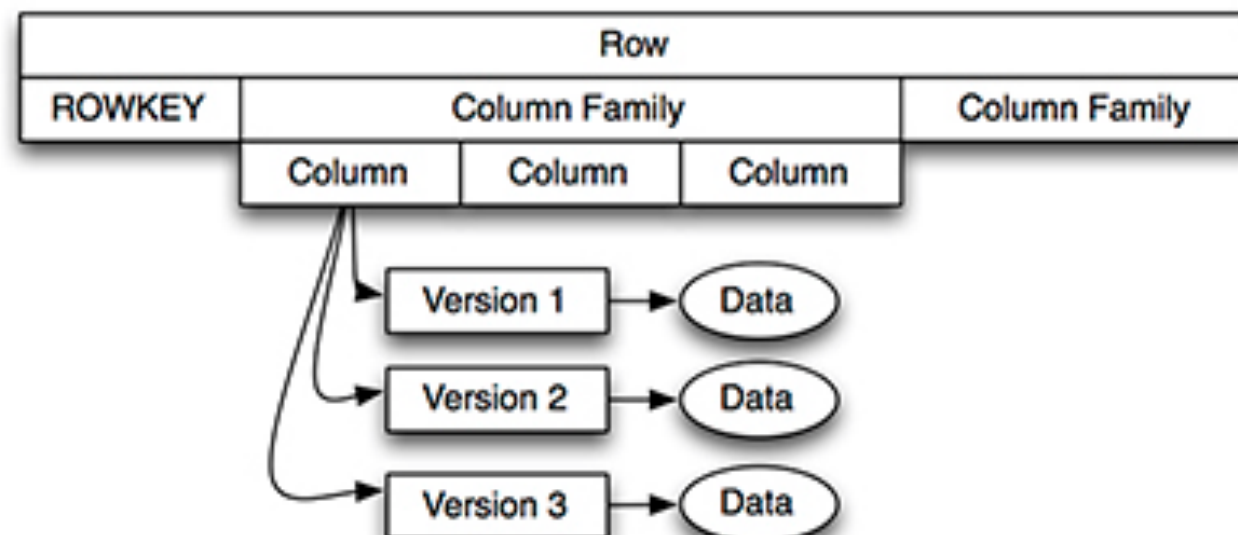 Row
ROWKEY Column Family Column Family
Column Column Column
Version 1 Data
Version 2 Data
Version 3 Data